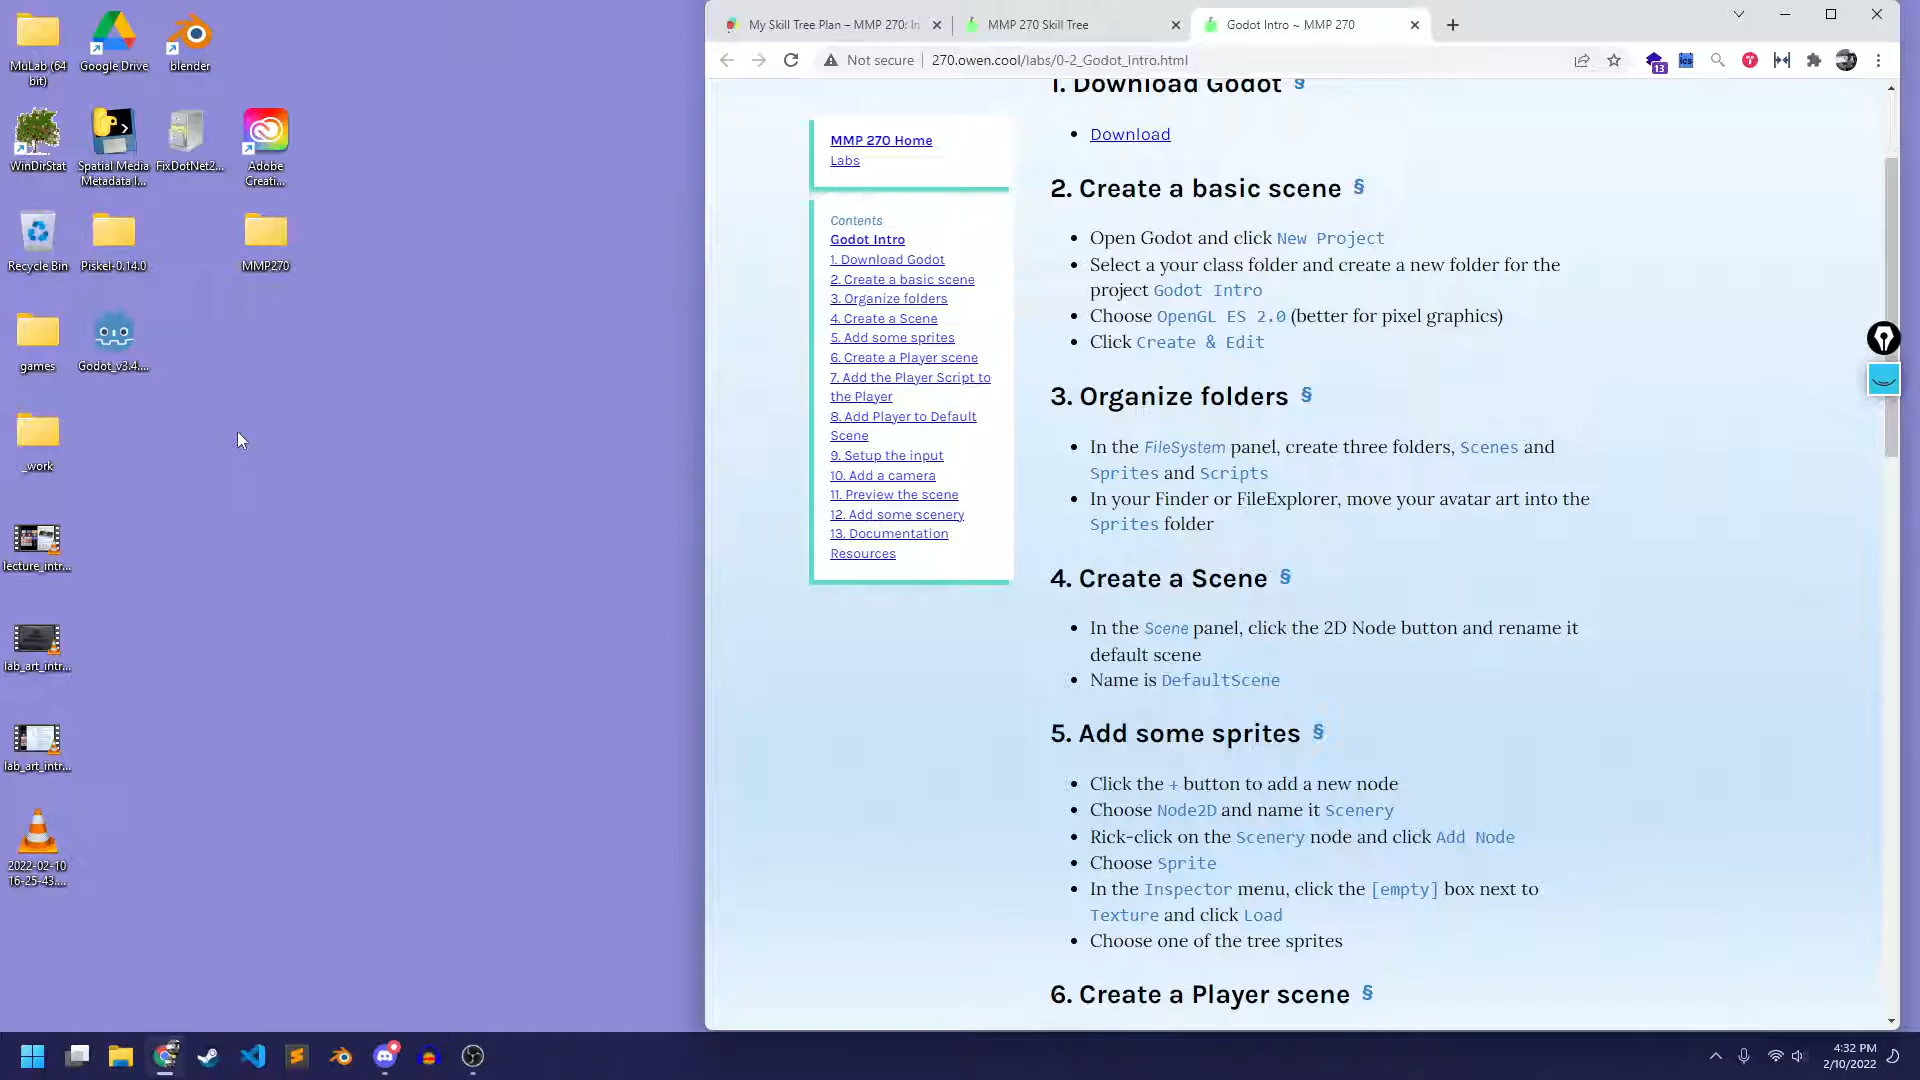 MuLab (64
bit)
Google Drive
blender
WinDirStat
Spatial Media
Metadata I...
FixDotNet2...
Adobe
Creati...
Recycle Bin
Piskel-0.14.0
MMP270
games
Godot_v3.4....
_work
lecture_intr...
lab_art_intr...
lab_art_intr...
2022-02-10
16-25-43....
My Skill Tree Plan – MMP 270: In
MMP 270 Skill Tree
Godot Intro ~ MMP 270
Not secure
270.owen.cool/labs/0-2_Godot_Intro.html
13
ics
MMP 270 Home
Labs
Contents
Godot Intro
1. Download Godot
2. Create a basic scene
3. Organize folders
4. Create a Scene
5. Add some sprites
6. Create a Player scene
7. Add the Player Script to
the Player
8. Add Player to Default
Scene
9. Setup the input
10. Add a camera
11. Preview the scene
12. Add some scenery
13. Documentation
Resources
1. Download Godot §
Download
2. Create a basic scene §
Open Godot and click New Project
Select a your class folder and create a new folder for the
project Godot Intro
Choose OpenGL ES 2.0 (better for pixel graphics)
Click Create & Edit
3. Organize folders §
In the FileSystem panel, create three folders, Scenes and
Sprites and Scripts
In your Finder or FileExplorer, move your avatar art into the
Sprites folder
4. Create a Scene §
In the Scene panel, click the 2D Node button and rename it
default scene
Name is DefaultScene
5. Add some sprites §
Click the + button to add a new node
Choose Node2D and name it Scenery
Rick-click on the Scenery node and click Add Node
Choose Sprite
In the Inspector menu, click the [empty] box next to
Texture and click Load
Choose one of the tree sprites
6. Create a Player scene §
4:32 PM
2/10/2022